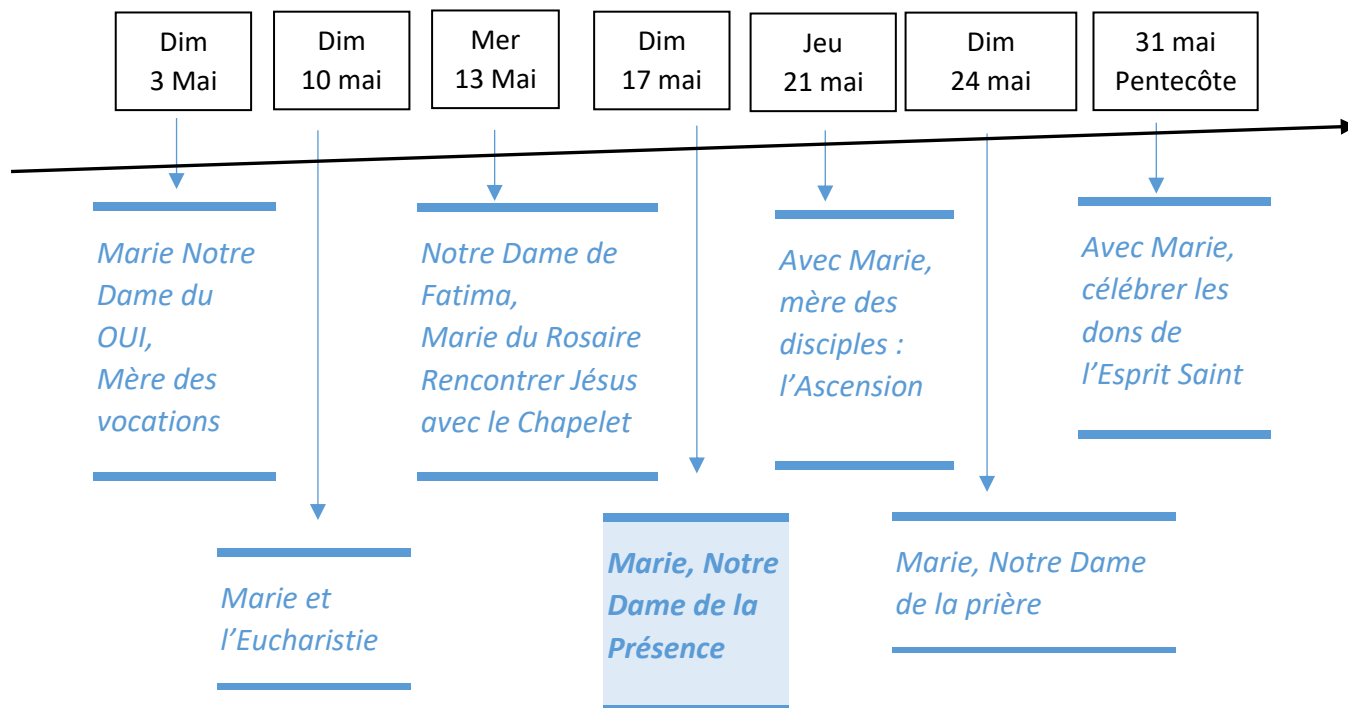 Dim
3 Mai
Dim
10 mai
Mer
13 Mai
Dim
17 mai
Jeu
21 mai
Dim
24 mai
31 mai
Pentecôte
Marie Notre
Dame du
OUI,
Mère des
vocations
Notre Dame de
Fatima,
Marie du Rosaire
Rencontrer Jésus
avec le Chapelet
Avec Marie,
mère des
disciples :
l’Ascension
Avec Marie,
célébrer les
dons de
l’Esprit Saint
Marie et
l’Eucharistie
Marie, Notre
Dame de la
Présence
Marie, Notre Dame
de la prière